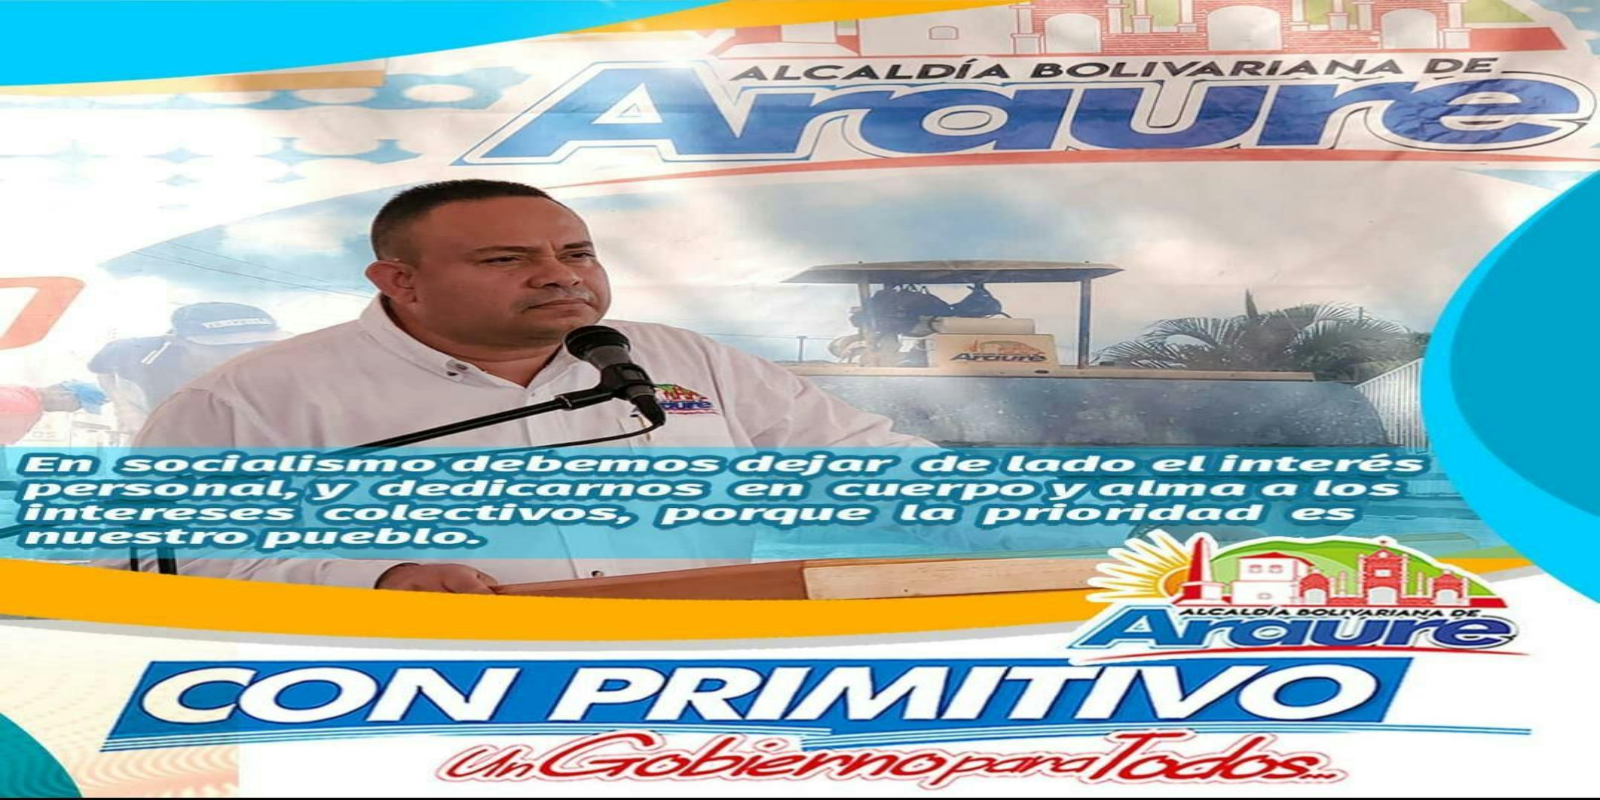 ALCALDÍA BOLIVARIANA DE
Araure
Araure
Araure
En socialismo debemos dejar de lado el interés
personal, y dedicarnos en cuerpo y alma a los
intereses colectivos, porque la prioridad es
nuestro pueblo.
ALCALDÍA BOLIVARIANA DE
Araure
CON PRIMITIVO
Un Gobierno para Todos...